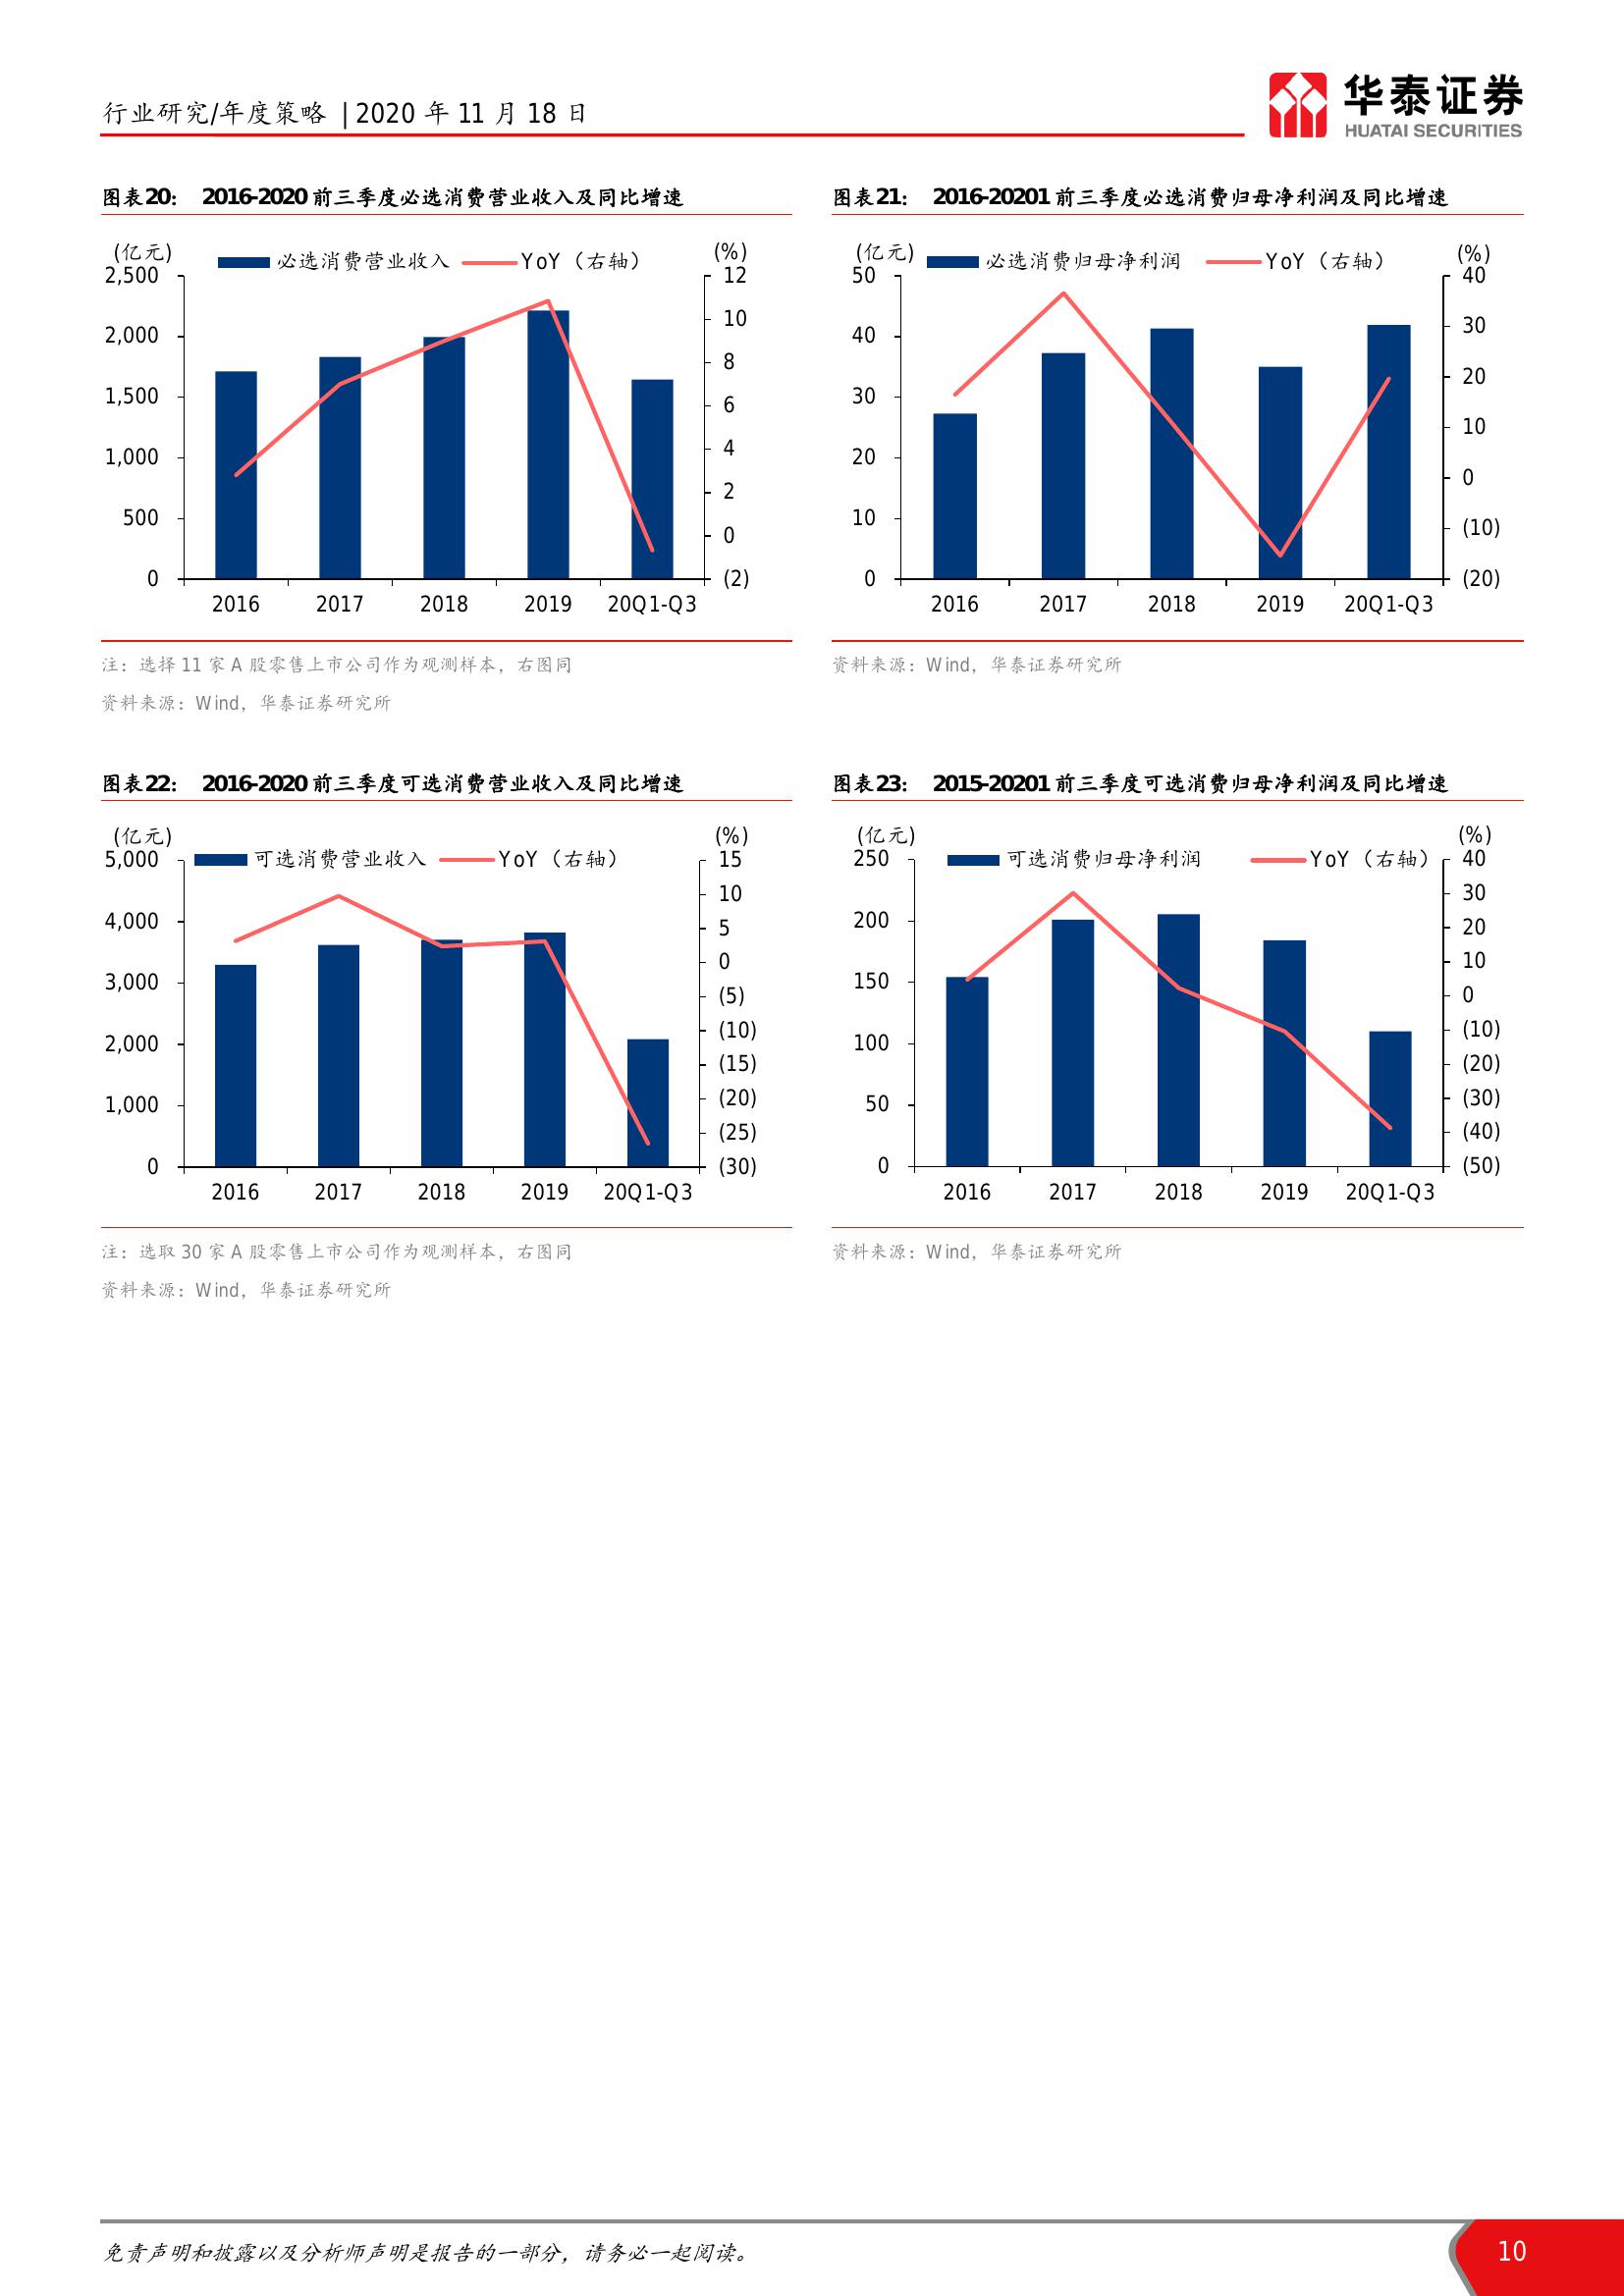 行业研究/年度策略 | 2020 年 11 月 18 日
华泰证券
HUATAI SECURITIES
图表20： 2016-2020 前三季度必选消费营业收入及同比增速
(亿元)
(%)
必选消费营业收入
YoY（右轴）
2,500
2,000
1,500
1,000
500
0
12
10
8
6
4
2
0
(2)
2016 2017 2018 2019 20Q1-Q3
注：选择 11 家 A 股零售上市公司作为观测样本，右图同
资料来源：Wind，华泰证券研究所
图表21： 2016-20201 前三季度必选消费归母净利润及同比增速
(亿元)
(%)
必选消费归母净利润
YoY（右轴）
50
40
30
20
10
0
40
30
20
10
0
(10)
(20)
2016 2017 2018 2019 20Q1-Q3
资料来源：Wind，华泰证券研究所
图表22： 2016-2020 前三季度可选消费营业收入及同比增速
(亿元)
(%)
可选消费营业收入
YoY（右轴）
5,000
4,000
3,000
2,000
1,000
0
15
10
5
0
(5)
(10)
(15)
(20)
(25)
(30)
2016 2017 2018 2019 20Q1-Q3
注：选取 30 家 A 股零售上市公司作为观测样本，右图同
资料来源：Wind，华泰证券研究所
图表23： 2015-20201 前三季度可选消费归母净利润及同比增速
(亿元)
(%)
可选消费归母净利润
YoY（右轴）
250
200
150
100
50
0
40
30
20
10
0
(10)
(20)
(30)
(40)
(50)
2016 2017 2018 2019 20Q1-Q3
资料来源：Wind，华泰证券研究所
免责声明和披露以及分析师声明是报告的一部分，请务必一起阅读。
10